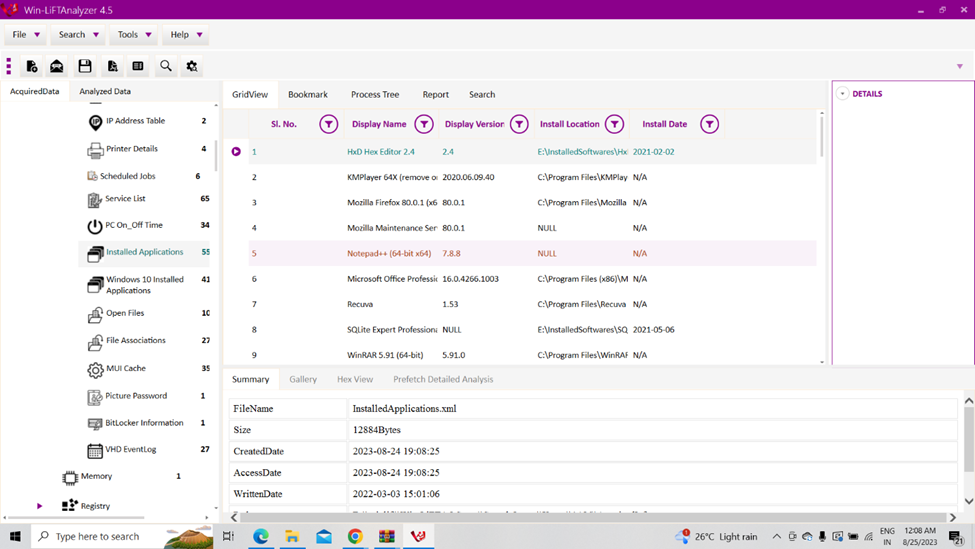 Win-LiFTAnalyzer 4.5
File Search Tools Help
AcquiredData Analyzed Data
IP Address Table 2
Printer Details 4
Scheduled Jobs 6
Service List 65
PC On_Off Time 34
Installed Applications 55
Windows 10 Installed Applications 41
Open Files 10
File Associations 27
MUI Cache 35
Picture Password 1
BitLocker Information 1
VHD EventLog 27
Memory 1
Registry
GridView Bookmark Process Tree Report Search
Sl. No. Display Name Display Version Install Location Install Date
1 HxD Hex Editor 2.4 2.4 E:\InstalledSoftwares\Hx 2021-02-02
2 KMPlayer 64X (remove o 2020.06.09.40 C:\Program Files\KMPlay N/A
3 Mozilla Firefox 80.0.1 (x6 80.0.1 C:\Program Files\Mozilla N/A
4 Mozilla Maintenance Ser 80.0.1 NULL N/A
5 Notepad++ (64-bit x64) 7.8.8 NULL N/A
6 Microsoft Office Professic 16.0.4266.1003 C:\Program Files (x86)\M N/A
7 Recuva 1.53 C:\Program Files\Recuva N/A
8 SQLite Expert Professiona NULL E:\InstalledSoftwares\SQ 2021-05-06
9 WinRAR 5.91 (64-bit) 5.91.0 C:\Program Files\WinRAF N/A
DETAILS
Summary Gallery Hex View Prefetch Detailed Analysis
FileName InstalledApplications.xml
Size 12884Bytes
CreatedDate 2023-08-24 19:08:25
AccessDate 2023-08-24 19:08:25
WrittenDate 2022-03-03 15:01:06
Type here to search
26°C Light rain
ENG
IN
12:08 AM
8/25/2023
21